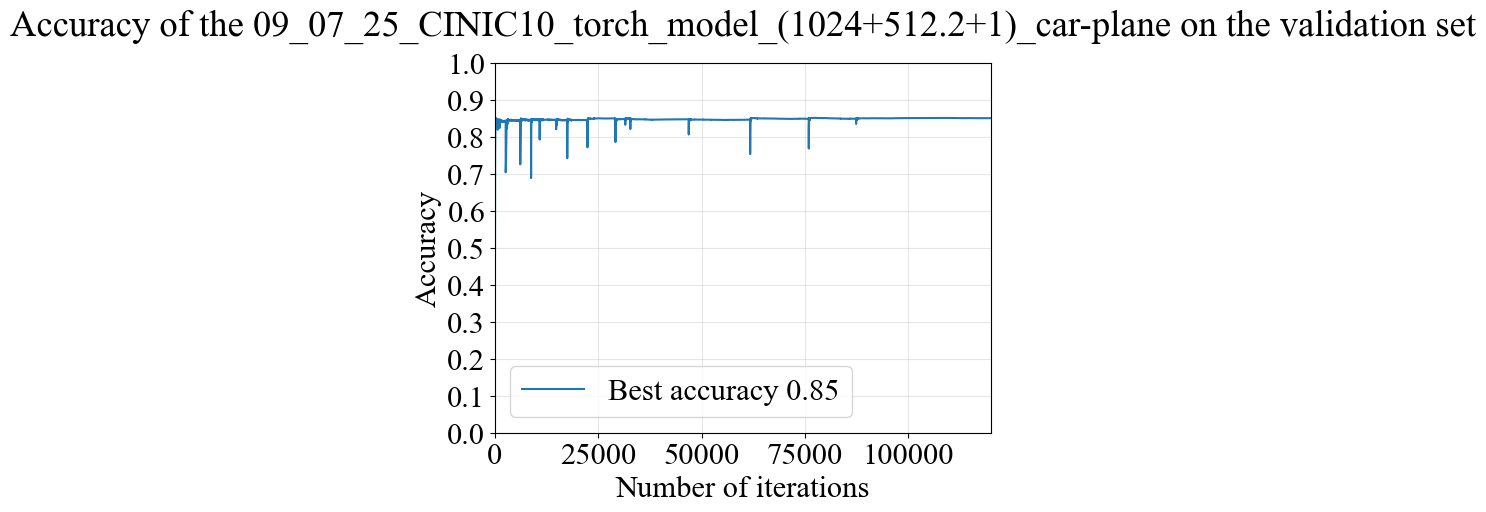 Accuracy of the 09_07_25_CINIC10_torch_model_(1024+512.2+1)_car-plane on the validation set
1.0
0.9
0.8
0.7
0.6
0.5
0.4
0.3
0.2
0.1
0.0
Accuracy
Best accuracy 0.85
0 25000 50000 75000 100000
Number of iterations